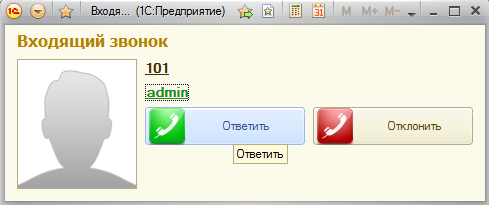 Входя... (1С:Предприятие)
M M+ M-
Входящий звонок
101
admin
Ответить
Отклонить
Ответить